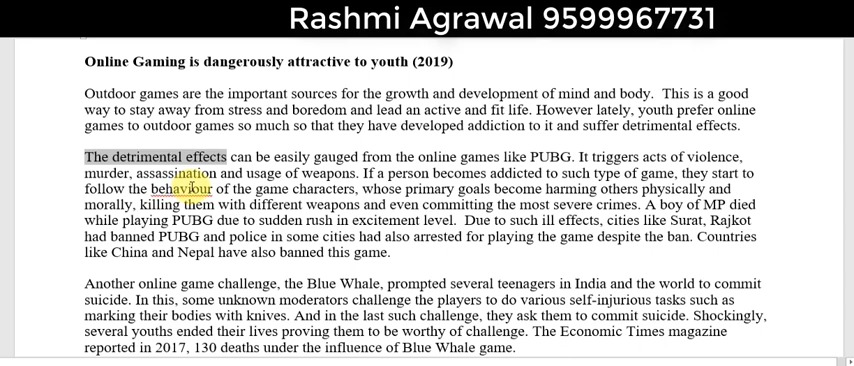 Rashmi Agrawal 9599967731
Online Gaming is dangerously attractive to youth (2019)
Outdoor games are the important sources for the growth and development of mind and body.  This is a good
way to stay away from stress and boredom and lead an active and fit life. However lately, youth prefer online
games to outdoor games so much so that they have developed addiction to it and suffer detrimental effects.
The detrimental effects can be easily gauged from the online games like PUBG. It triggers acts of violence,
murder, assassination and usage of weapons. If a person becomes addicted to such type of game, they start to
follow the behaviour of the game characters, whose primary goals become harming others physically and
morally, killing them with different weapons and even committing the most severe crimes. A boy of MP died
while playing PUBG due to sudden rush in excitement level.  Due to such ill effects, cities like Surat, Rajkot
had banned PUBG and police in some cities had also arrested for playing the game despite the ban. Countries
like China and Nepal have also banned this game.
Another online game challenge, the Blue Whale, prompted several teenagers in India and the world to commit
suicide. In this, some unknown moderators challenge the players to do various self-injurious tasks such as
marking their bodies with knives. And in the last such challenge, they ask them to commit suicide. Shockingly,
several youths ended their lives proving them to be worthy of challenge. The Economic Times magazine
reported in 2017, 130 deaths under the influence of Blue Whale game.